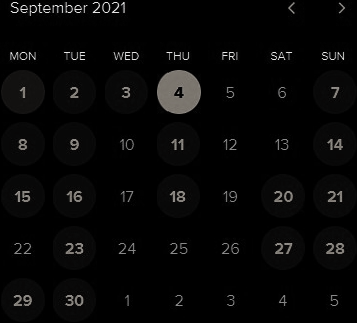 September 2021
MON TUE WED THU FRI SAT SUN
1 2 3 4 5 6 7
8 9 10 11 12 13 14
15 16 17 18 19 20 21
22 23 24 25 26 27 28
29 30 1 2 3 4 5